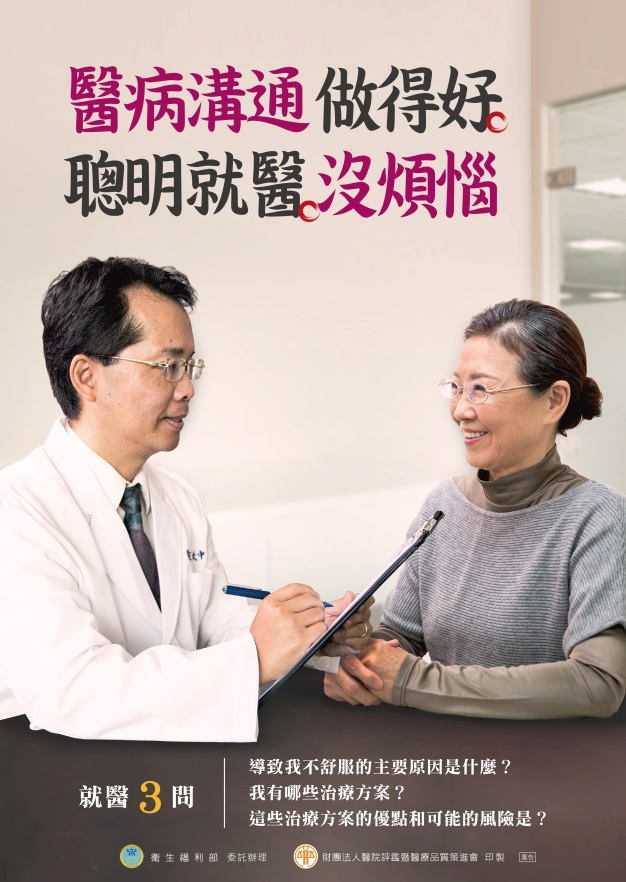 醫病溝通 做得好。
聰明就醫。沒煩惱
大中
就醫 3 問
導致我不舒服的主要原因是什麼？
我有哪些治療方案？
這些治療方案的優點和可能的風險是？
衛生福利部 委託辦理 財團法人醫院評鑑暨醫療品質策進會 印製 廣告